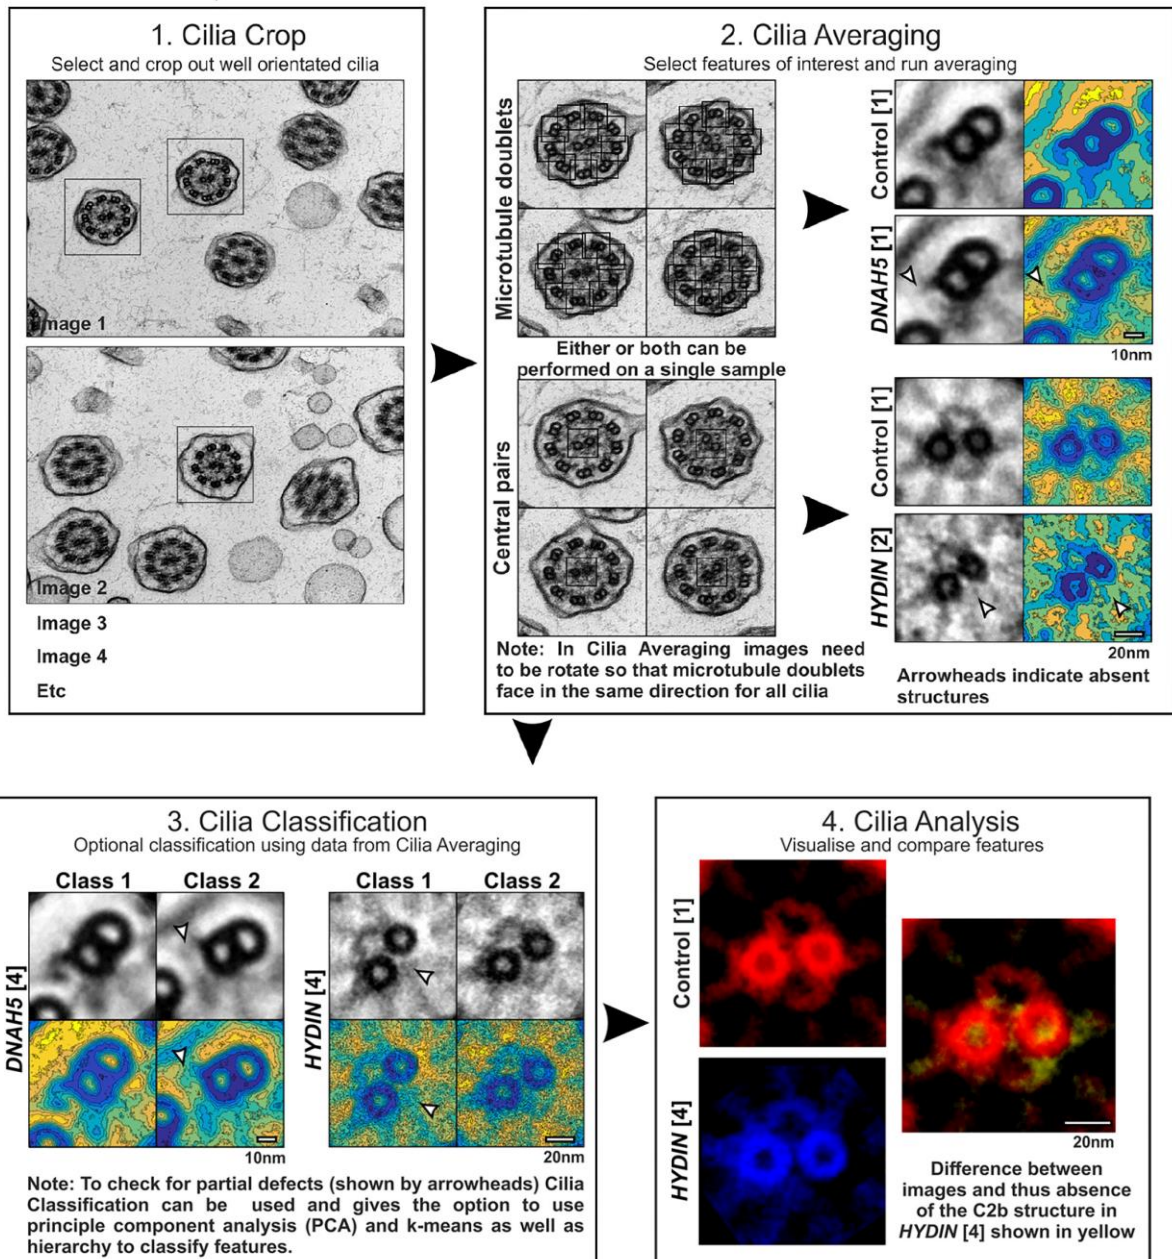 1. Cilia Crop
Select and crop out well orientated cilia
Image 1
Image 2
Image 3
Image 4
Etc
2. Cilia Averaging
Select features of interest and run averaging
Microtubule doublets
Control [1]
DNAH5 [1]
10nm
Either or both can be
performed on a single sample
Central pairs
Control [1]
HYDIN [2]
20nm
Note: In Cilia Averaging images need
to be rotate so that microtubule doublets
face in the same direction for all cilia
Arrowheads indicate absent
structures
3. Cilia Classification
Optional classification using data from Cilia Averaging
Class 1
Class 2
DNAH5 [4]
10nm
Class 1
Class 2
HYDIN [4]
20nm
Note: To check for partial defects (shown by arrowheads) Cilia
Classification can be used and gives the option to use
principle component analysis (PCA) and k-means as well as
hierarchy to classify features.
4. Cilia Analysis
Visualise and compare features
Control [1]
HYDIN [4]
20nm
Difference between
images and thus absence
of the C2b structure in
HYDIN [4] shown in yellow